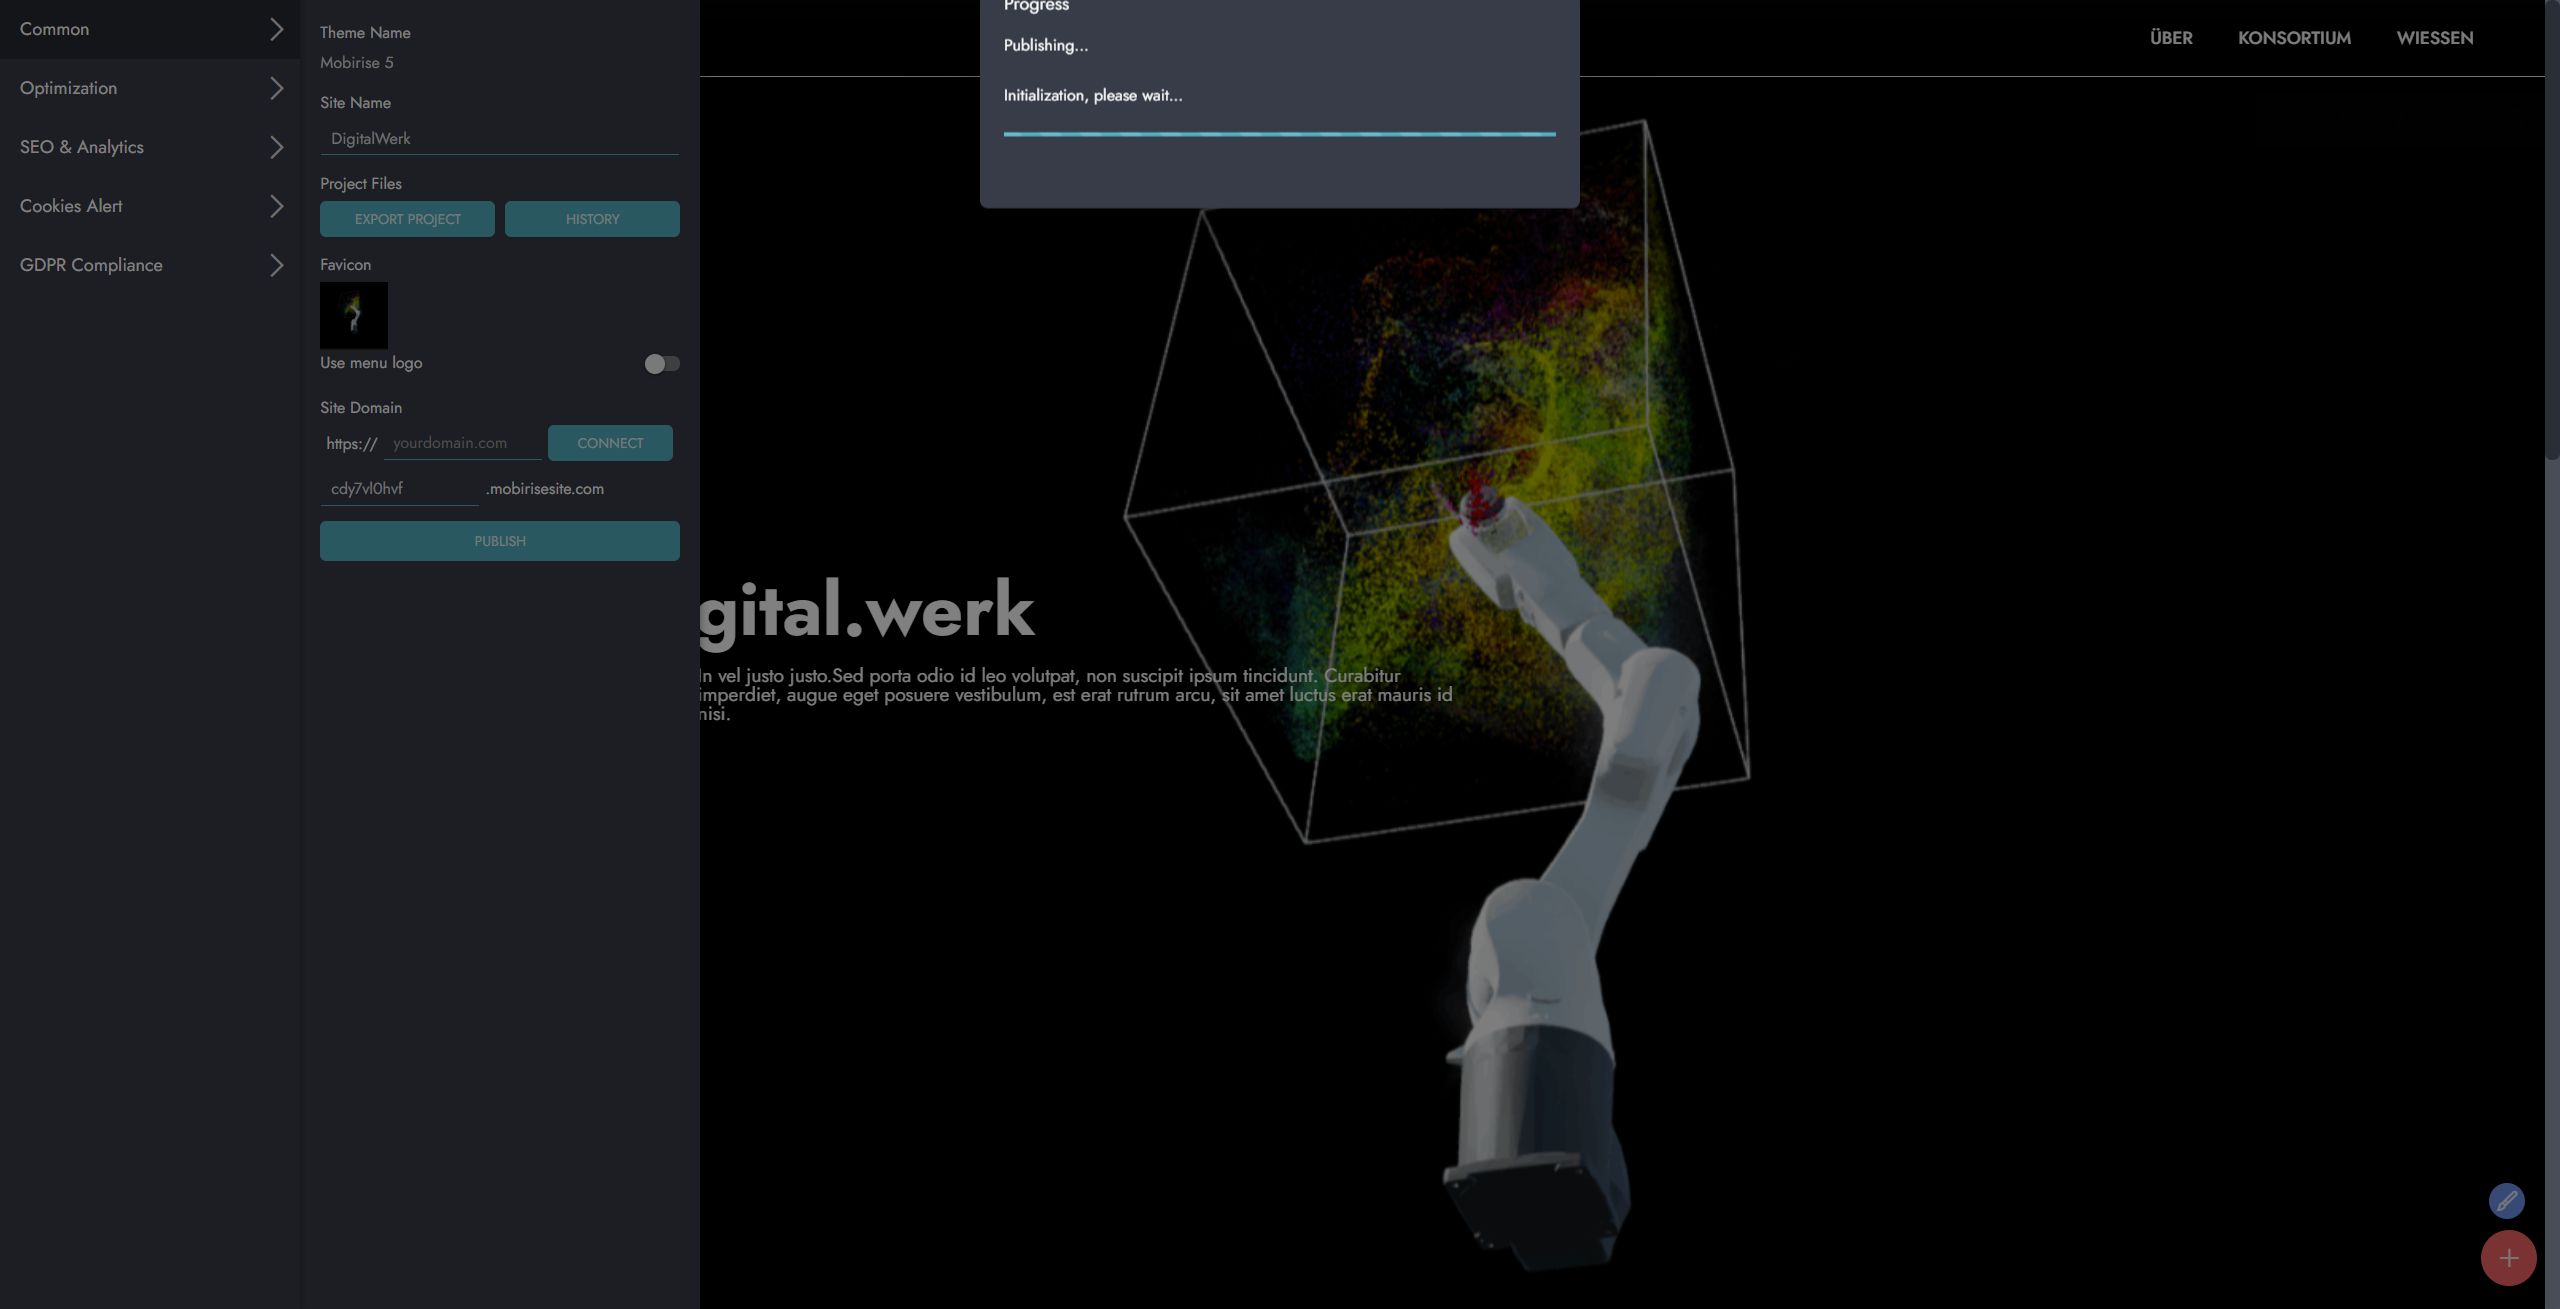 Common
Optimization
SEO & Analytics
Cookies Alert
GDPR Compliance
Theme Name
Mobirise 5
Site Name
DigitalWerk
Project Files
EXPORT PROJECT HISTORY
Favicon
Use menu logo
Site Domain
https:// yourdomain.com CONNECT
cdy7vl0hvf .mobirisesite.com
PUBLISH
Progress
Publishing...
Initialization, please wait...
ÜBER KONSORTIUM WIESSEN
gital.werk
In vel justo justo.Sed porta odio id leo volutpat, non suscipit ipsum tincidunt. Curabitur
imperdiet, augue eget posuere vestibulum, est erat rutrum arcu, sit amet luctus erat mauris id
nisi.